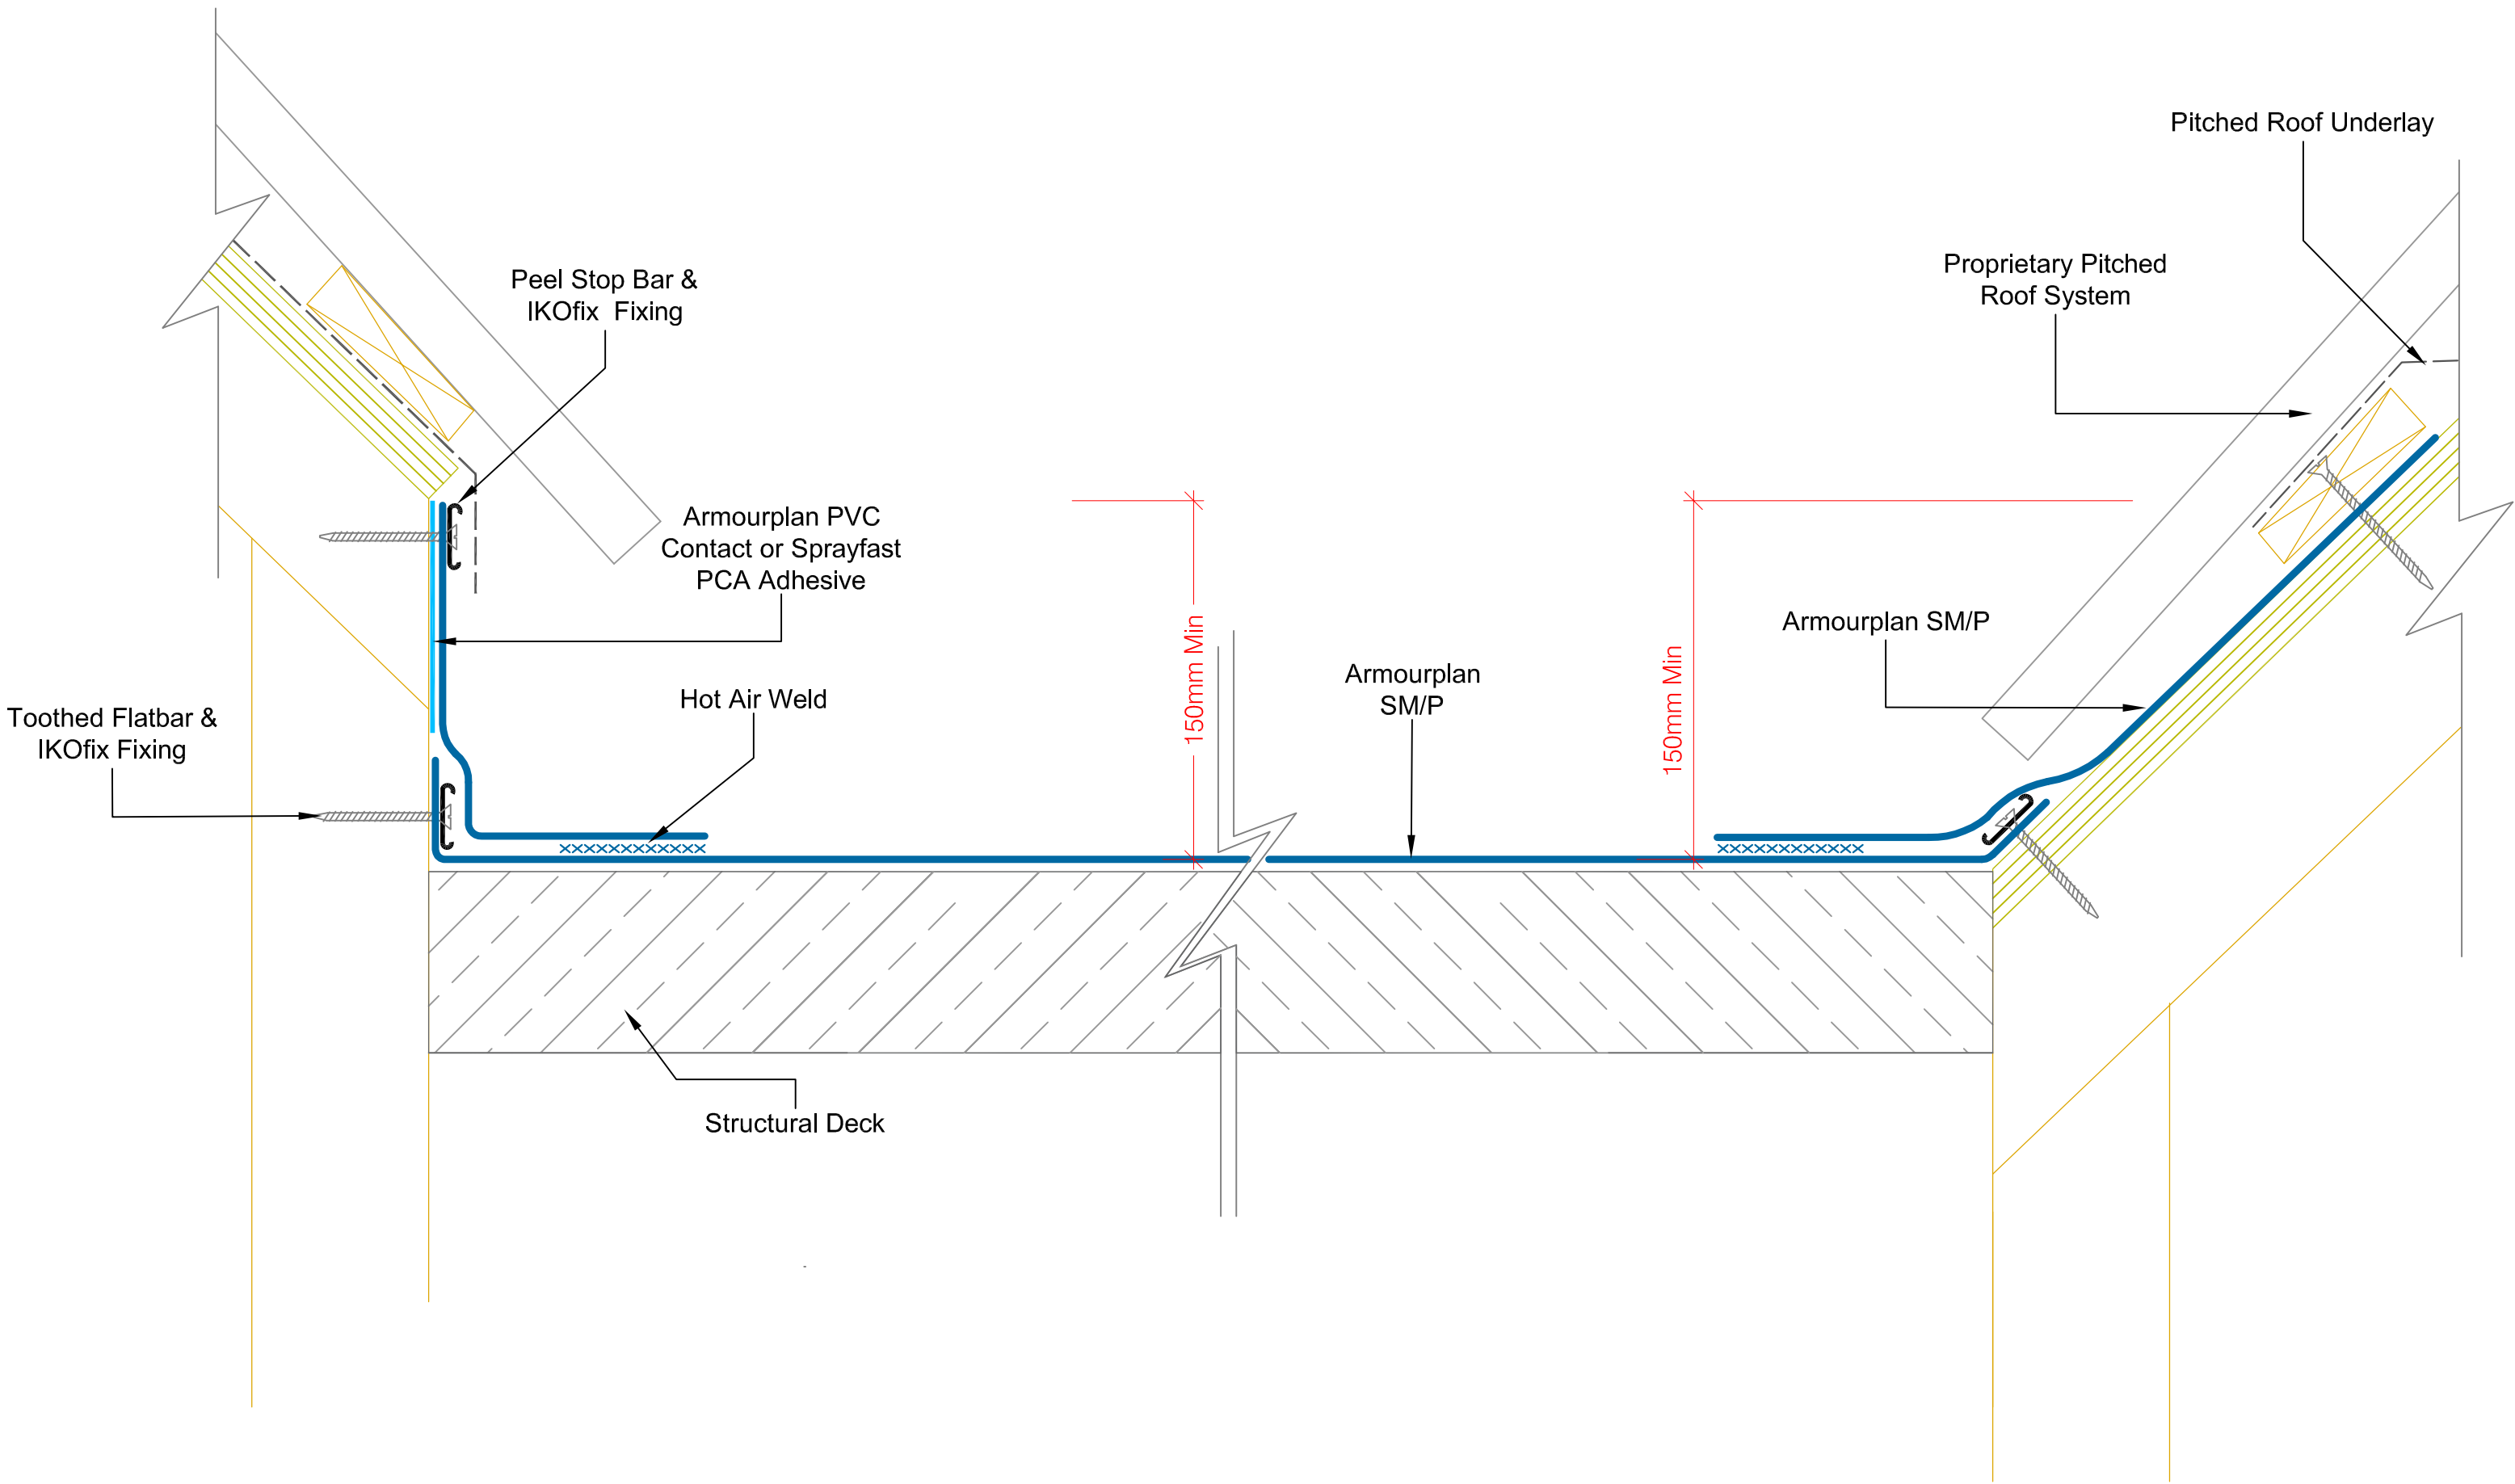 Pitched Roof Underlay
Proprietary Pitched
Roof System
Peel Stop Bar &
IKOfix  Fixing
Armourplan PVC
Contact or Sprayfast
PCA Adhesive
Armourplan SM/P
150mm Min
150mm Min
Armourplan
SM/P
Hot Air Weld
Toothed Flatbar &
IKOfix Fixing
Structural Deck